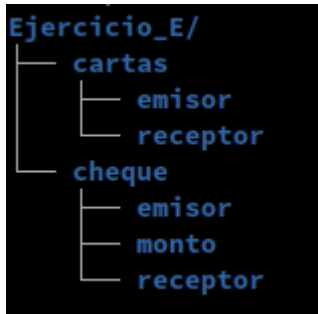 Ejercicio_E/
cartas
emisor
receptor
cheque
emisor
monto
receptor